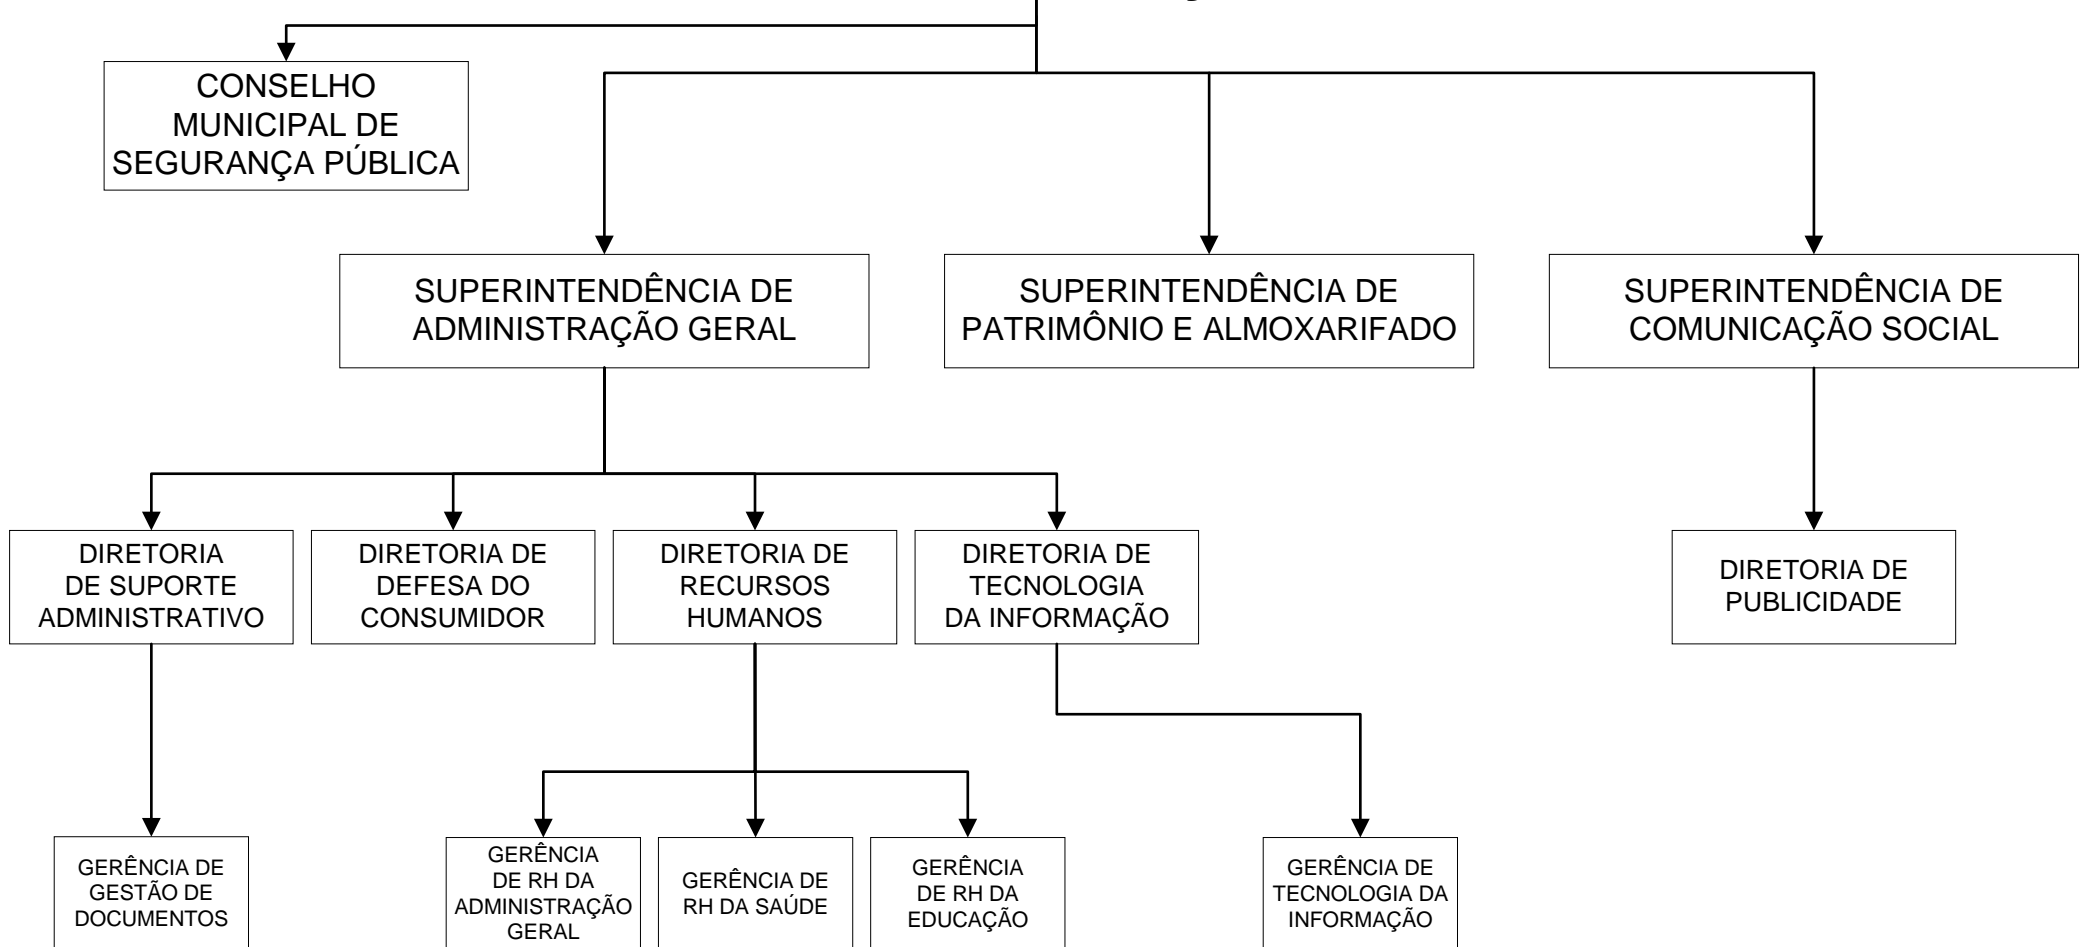 CONSELHO
MUNICIPAL DE
SEGURANÇA PÚBLICA
SUPERINTENDÊNCIA DE
ADMINISTRAÇÃO GERAL
SUPERINTENDÊNCIA DE
PATRIMÔNIO E ALMOXARIFADO
SUPERINTENDÊNCIA DE
COMUNICAÇÃO SOCIAL
DIRETORIA
DE SUPORTE
ADMINISTRATIVO
DIRETORIA DE
DEFESA DO
CONSUMIDOR
DIRETORIA DE
RECURSOS
HUMANOS
DIRETORIA DE
TECNOLOGIA
DA INFORMAÇÃO
DIRETORIA DE
PUBLICIDADE
GERÊNCIA DE
GESTÃO DE
DOCUMENTOS
GERÊNCIA
DE RH DA
ADMINISTRAÇÃO
GERAL
GERÊNCIA DE
RH DA SAÚDE
GERÊNCIA
DE RH DA
EDUCAÇÃO
GERÊNCIA DE
TECNOLOGIA DA
INFORMAÇÃO